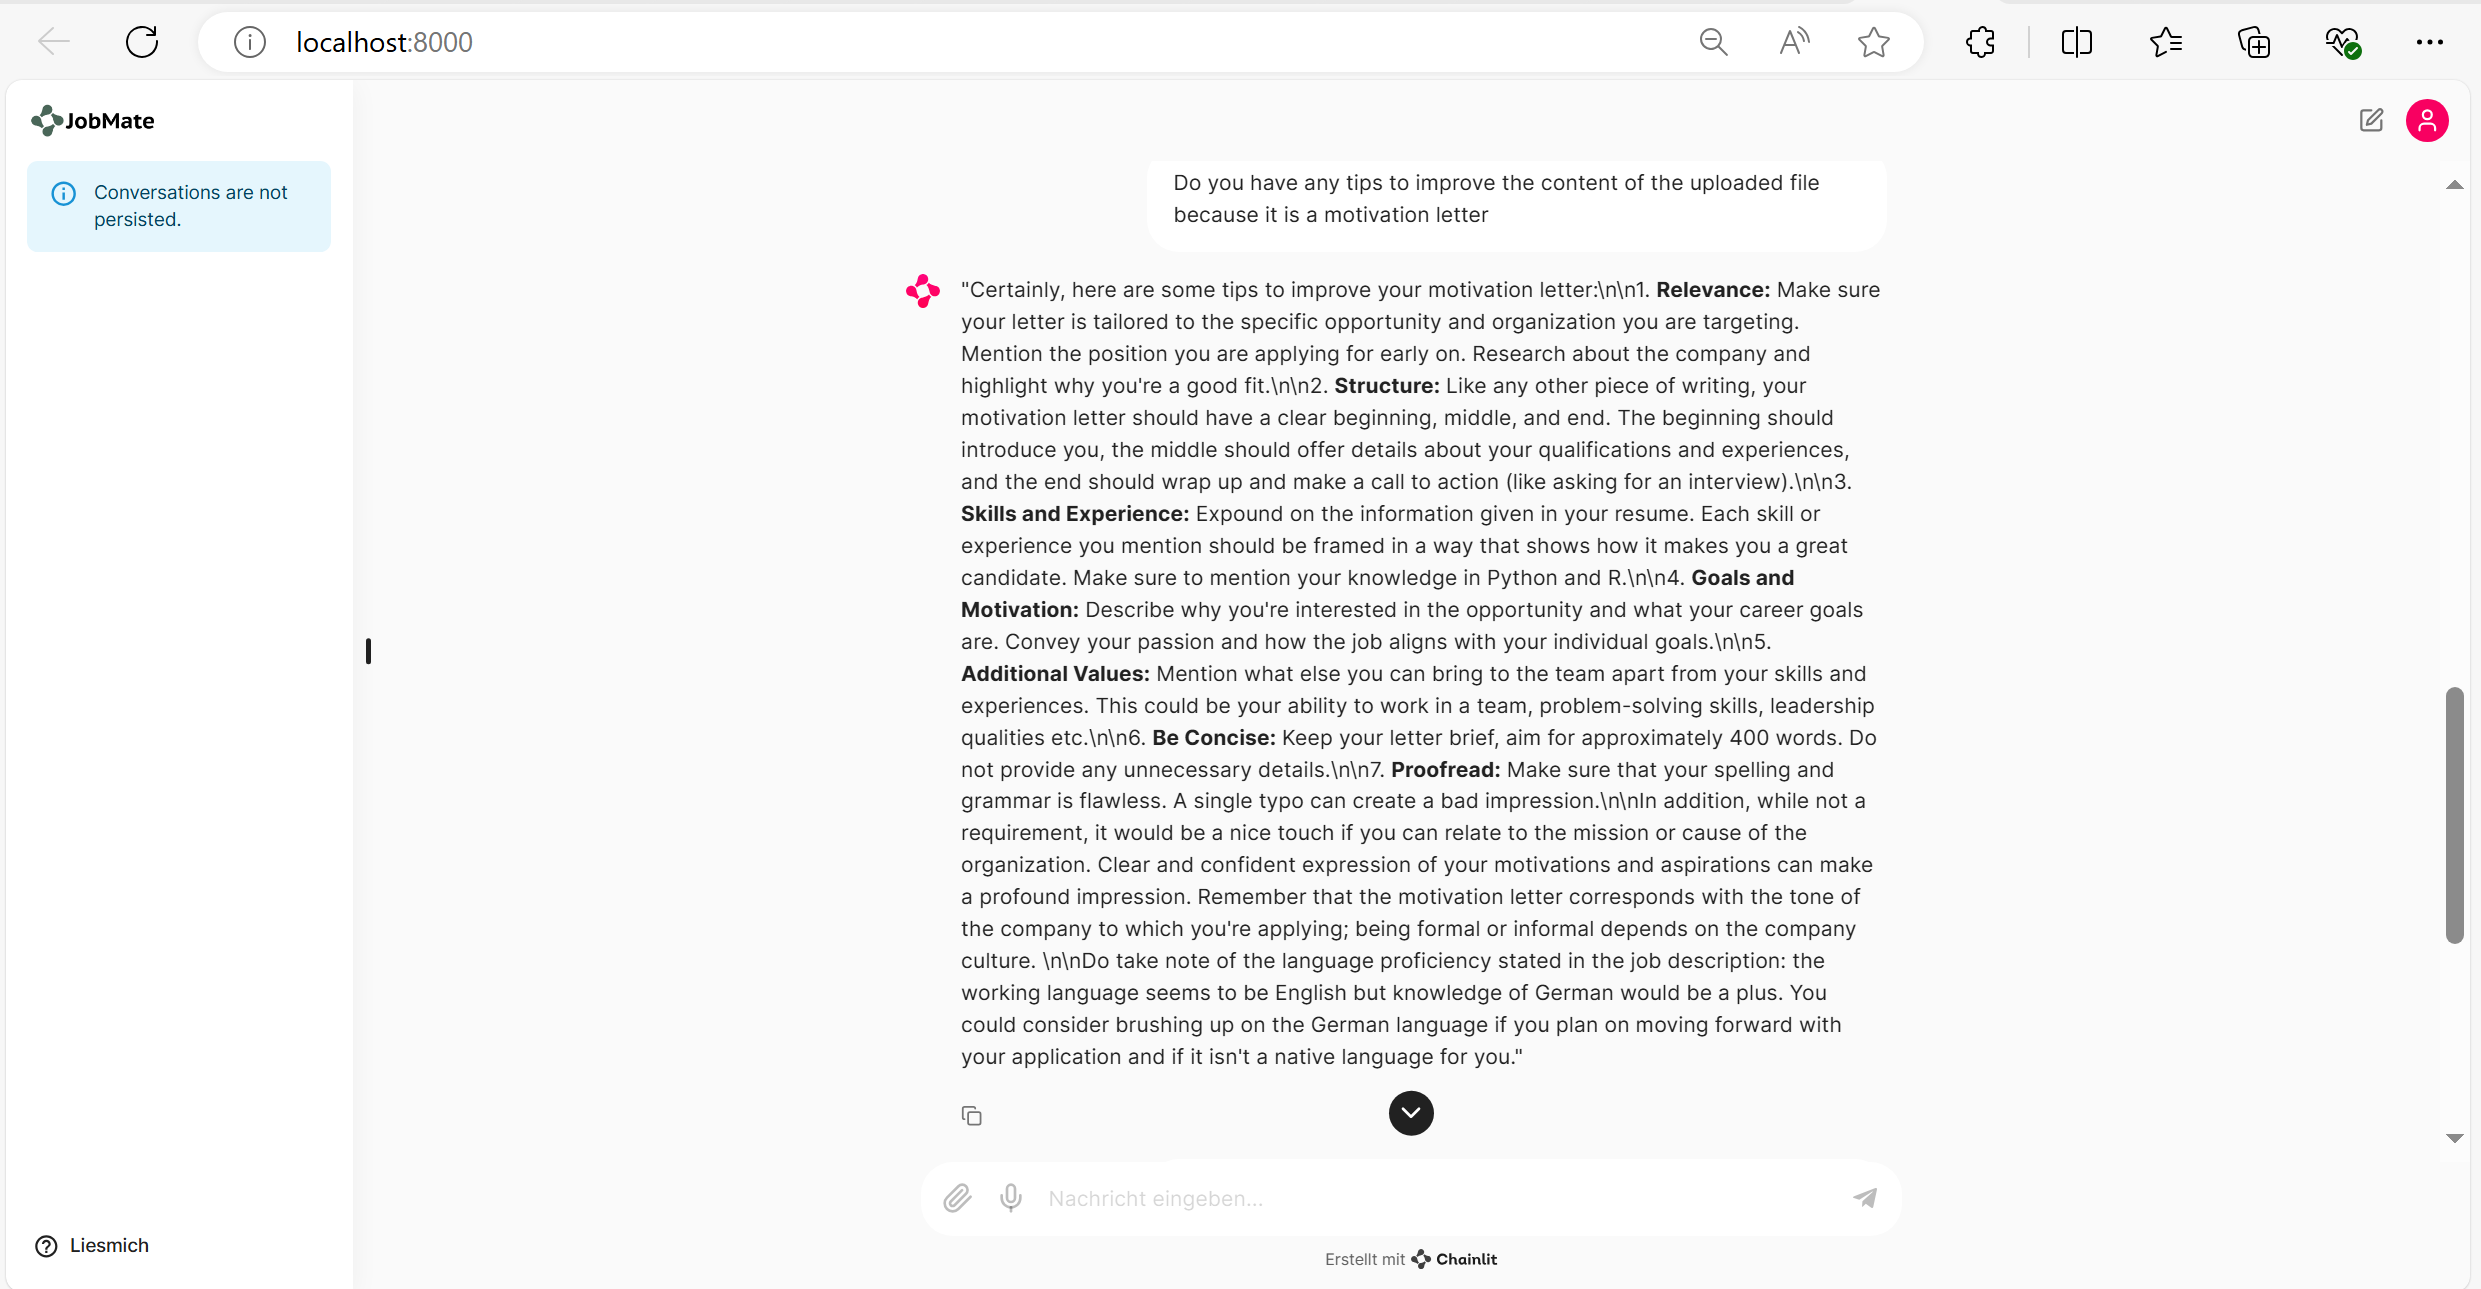 localhost:8000
JobMate
Conversations are not
persisted.
Do you have any tips to improve the content of the uploaded file
because it is a motivation letter
"Certainly, here are some tips to improve your motivation letter:\n\n1. Relevance: Make sure
your letter is tailored to the specific opportunity and organization you are targeting.
Mention the position you are applying for early on. Research about the company and
highlight why you're a good fit.\n\n2. Structure: Like any other piece of writing, your
motivation letter should have a clear beginning, middle, and end. The beginning should
introduce you, the middle should offer details about your qualifications and experiences,
and the end should wrap up and make a call to action (like asking for an interview).\n\n3.
Skills and Experience: Expound on the information given in your resume. Each skill or
experience you mention should be framed in a way that shows how it makes you a great
candidate. Make sure to mention your knowledge in Python and R.\n\n4. Goals and
Motivation: Describe why you're interested in the opportunity and what your career goals
are. Convey your passion and how the job aligns with your individual goals.\n\n5.
Additional Values: Mention what else you can bring to the team apart from your skills and
experiences. This could be your ability to work in a team, problem-solving skills, leadership
qualities etc.\n\n6. Be Concise: Keep your letter brief, aim for approximately 400 words. Do
not provide any unnecessary details.\n\n7. Proofread: Make sure that your spelling and
grammar is flawless. A single typo can create a bad impression.\n\nIn addition, while not a
requirement, it would be a nice touch if you can relate to the mission or cause of the
organization. Clear and confident expression of your motivations and aspirations can make
a profound impression. Remember that the motivation letter corresponds with the tone of
the company to which you're applying; being formal or informal depends on the company
culture. \n\nDo take note of the language proficiency stated in the job description: the
working language seems to be English but knowledge of German would be a plus. You
could consider brushing up on the German language if you plan on moving forward with
your application and if it isn't a native language for you."
Nachricht eingeben...
Liesmich
Erstellt mit Chainlit